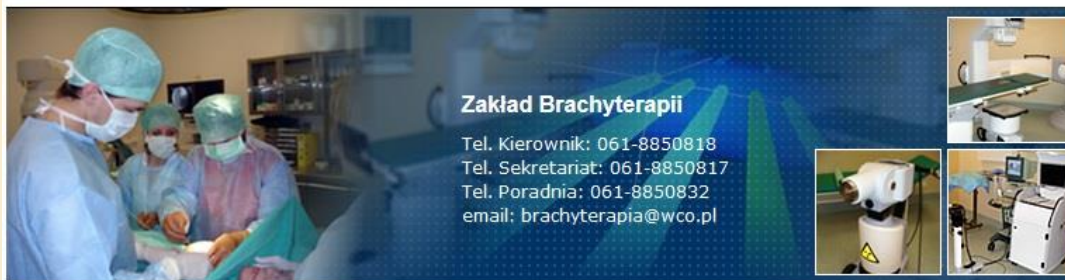 Zakład Brachyterapii
Tel. Kierownik: 061-8850818
Tel. Sekretariat: 061-8850817
Tel. Poradnia: 061-8850832
email: brachyterapia@wco.pl